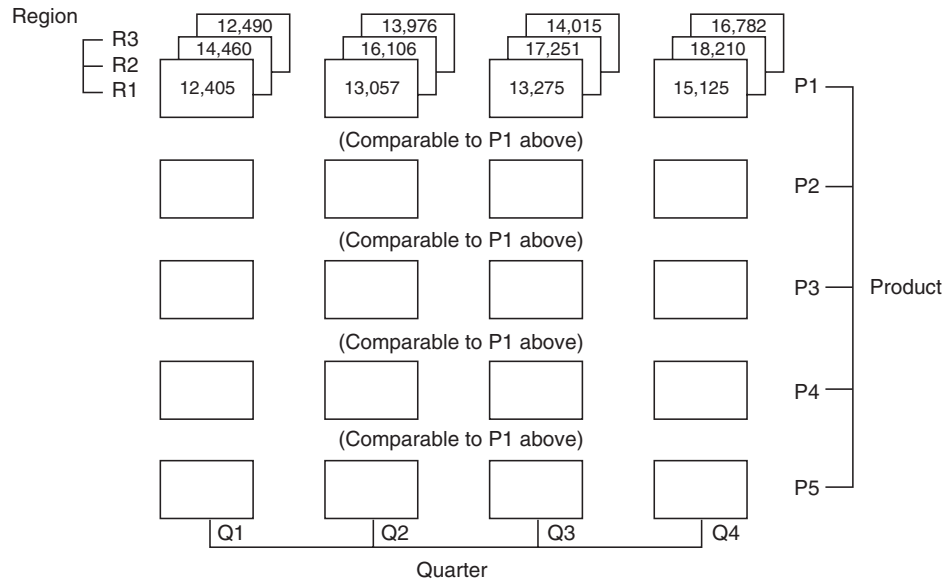 Region
12,490 13,976 14,015 16,782
R3
14,460 16,106 17,251 18,210
R2
R1
12,405 13,057 13,275 15,125
P1
(Comparable to P1 above)
P2
(Comparable to P1 above)
P3
Product
(Comparable to P1 above)
P4
(Comparable to P1 above)
P5
Q1 Q2 Q3 Q4
Quarter